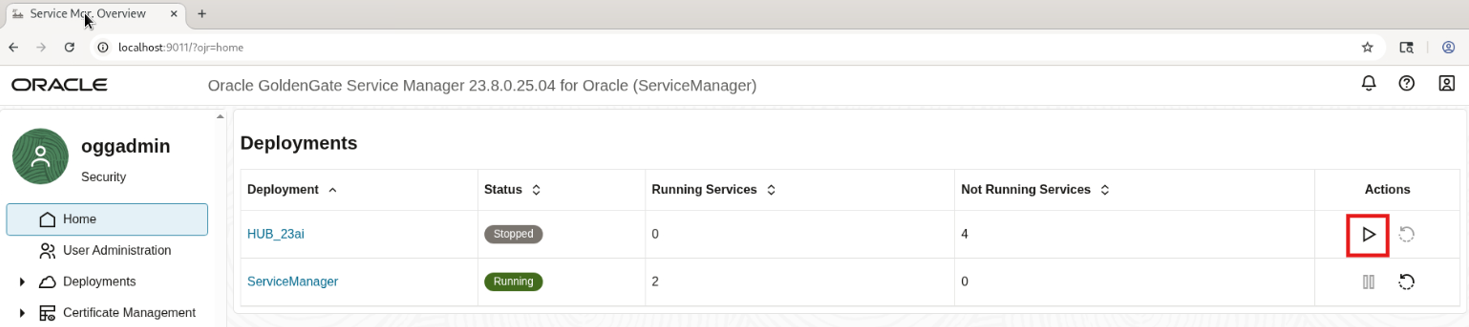 Service Mgr. Overview
localhost:9011/?ojr=home
ORACLE Oracle GoldenGate Service Manager 23.8.0.25.04 for Oracle (ServiceManager)
oggadmin
Security
Home
User Administration
Deployments
Certificate Management
Deployments
Deployment Status Running Services Not Running Services Actions
HUB_23ai Stopped 0 4
ServiceManager Running 2 0